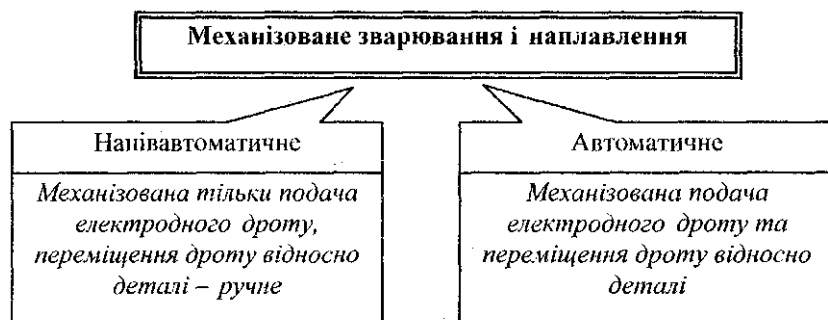 Механізоване зварювання і наплавлення
Напівавтоматичне
Механізована тільки подача
електродного дроту,
переміщення дроту відносно
деталі – ручне
Автоматичне
Механізована подача
електродного дроту та
переміщення дроту відносно
деталі